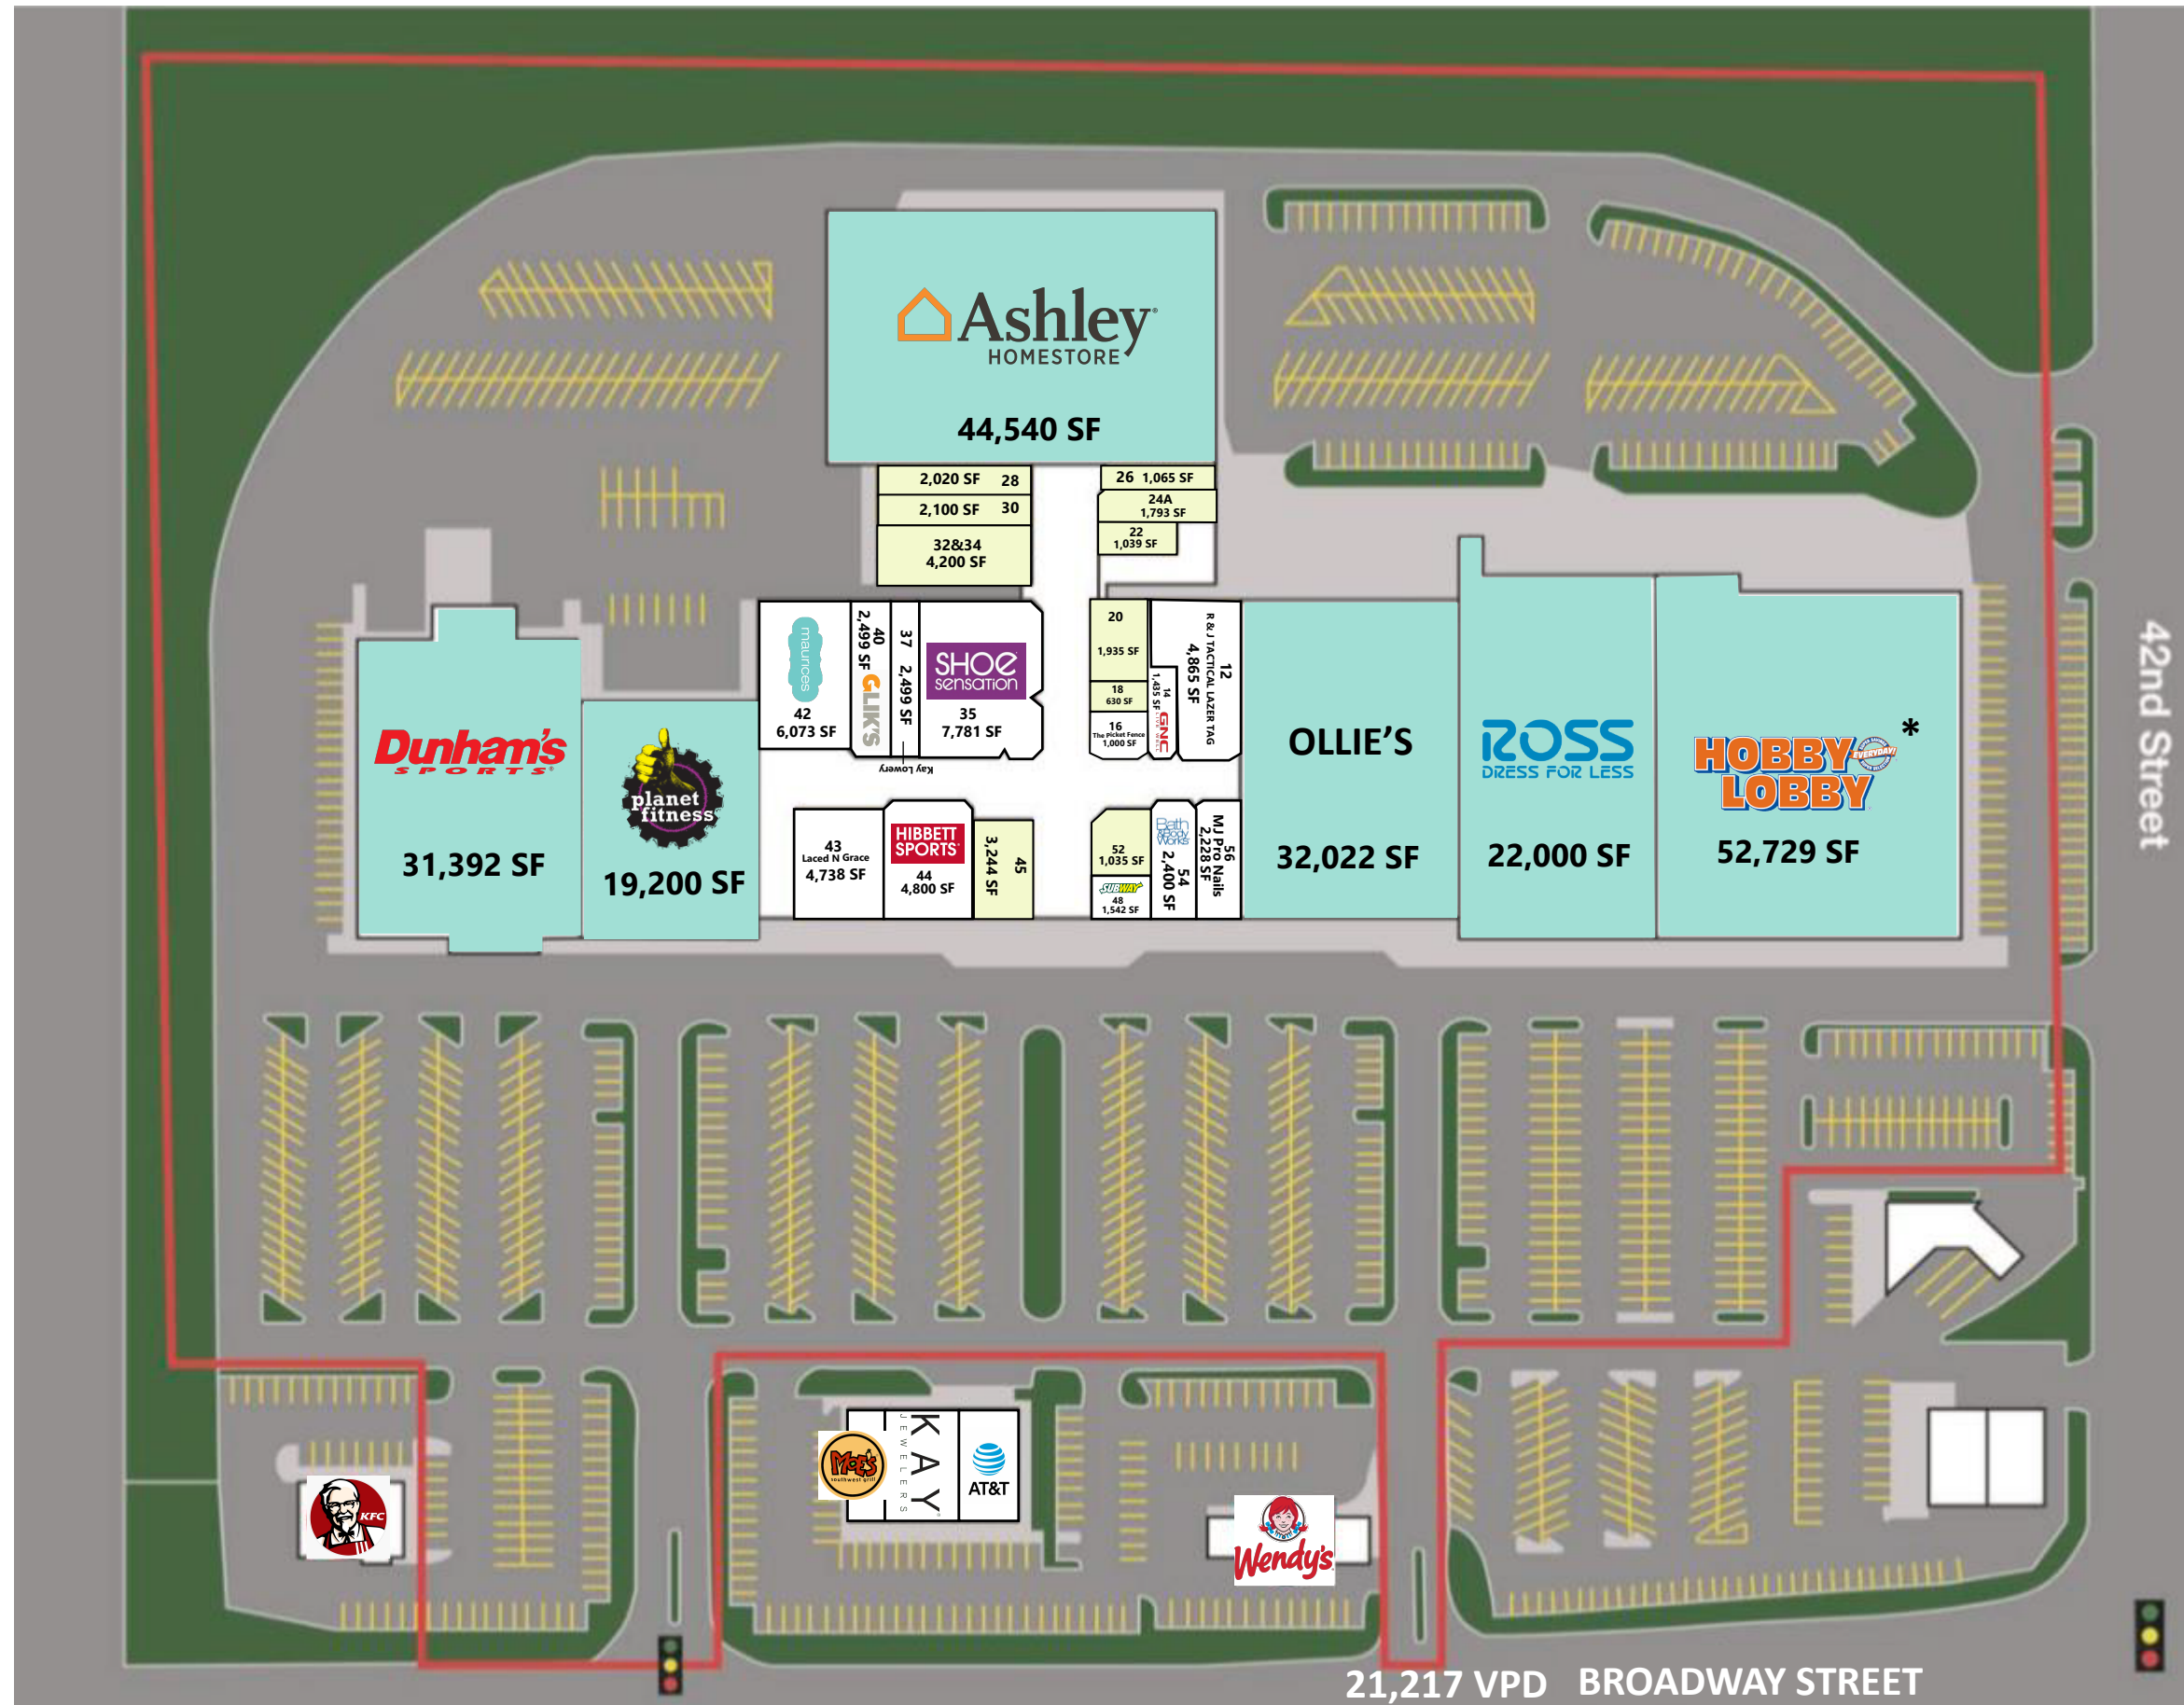 Ashley
HOMESTORE
44,540 SF
2,020 SF 28
2,100 SF 30
32&34
4,200 SF
26 1,065 SF
24A
1,793 SF
22
1,039 SF
Dunham's
SPORTS
31,392 SF
planet
fitness
19,200 SF
maurices
42
6,073 SF
40
2,499 SF GLIK'S
37 2,499 SF
Kay Lowery
SHOE
sensation
35
7,781 SF
20
1,935 SF
18
630 SF
16
The Picket Fence
1,000 SF
14
1,435 SF
GNC
LIVE WELL
12
R & J TACTICAL LAZER TAG
4,865 SF
OLLIE'S
32,022 SF
ROSS
DRESS FOR LESS
22,000 SF
HOBBY
LOBBY
EVERYDAY!
*
52,729 SF
43
Laced N Grace
4,738 SF
HIBBETT
SPORTS
44
4,800 SF
45
3,244 SF
52
1,035 SF
SUBWAY
48
1,542 SF
Bath
& Body
Works
54
2,400 SF
56
MJ Pro Nails
2,228 SF
42nd Street
KFC
MOE'S
southwest grill
KAY
JEWELERS
AT&T
Wendy's
21,217 VPD BROADWAY STREET